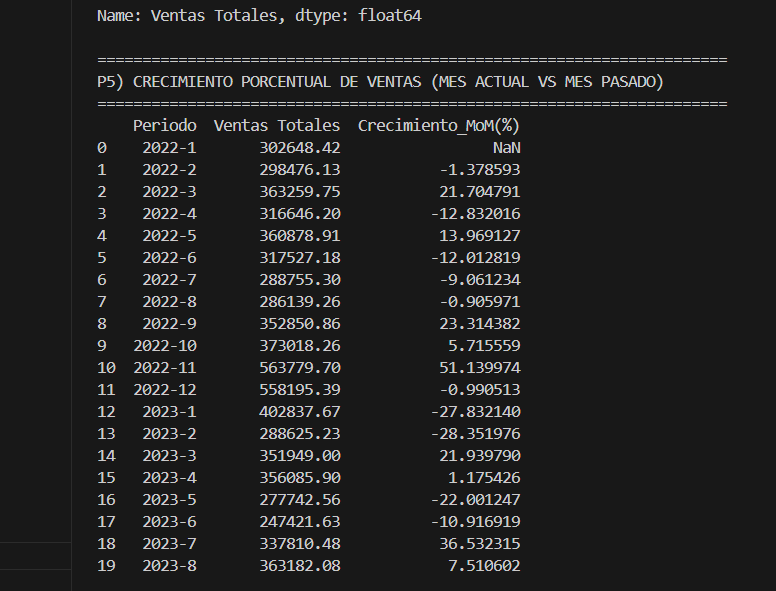 Name: Ventas Totales, dtype: float64
======================================================================
P5) CRECIMIENTO PORCENTUAL DE VENTAS (MES ACTUAL VS MES PASADO)
======================================================================
Periodo Ventas Totales Crecimiento_MoM(%)
0 2022-1 302648.42 NaN
1 2022-2 298476.13 -1.378593
2 2022-3 363259.75 21.704791
3 2022-4 316646.20 -12.832016
4 2022-5 360878.91 13.969127
5 2022-6 317527.18 -12.012819
6 2022-7 288755.30 -9.061234
7 2022-8 286139.26 -0.905971
8 2022-9 352850.86 23.314382
9 2022-10 373018.26 5.715559
10 2022-11 563779.70 51.139974
11 2022-12 558195.39 -0.990513
12 2023-1 402837.67 -27.832140
13 2023-2 288625.23 -28.351976
14 2023-3 351949.00 21.939790
15 2023-4 356085.90 1.175426
16 2023-5 277742.56 -22.001247
17 2023-6 247421.63 -10.916919
18 2023-7 337810.48 36.532315
19 2023-8 363182.08 7.510602